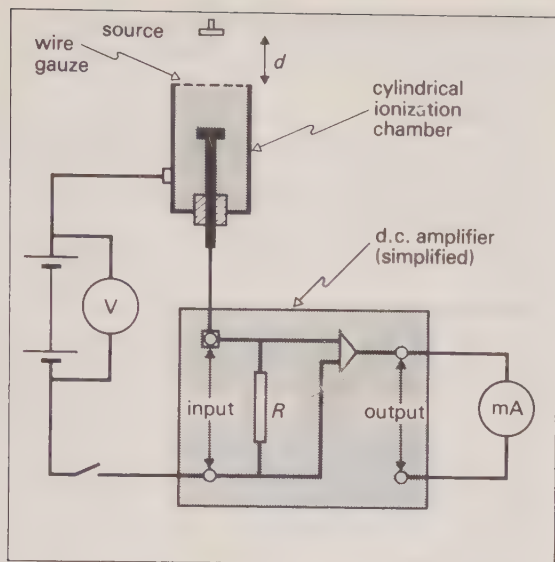 source
d
wire
gauze
cylindrical
ionization
chamber
d.c. amplifier
(simplified)
V
input
R
output
mA